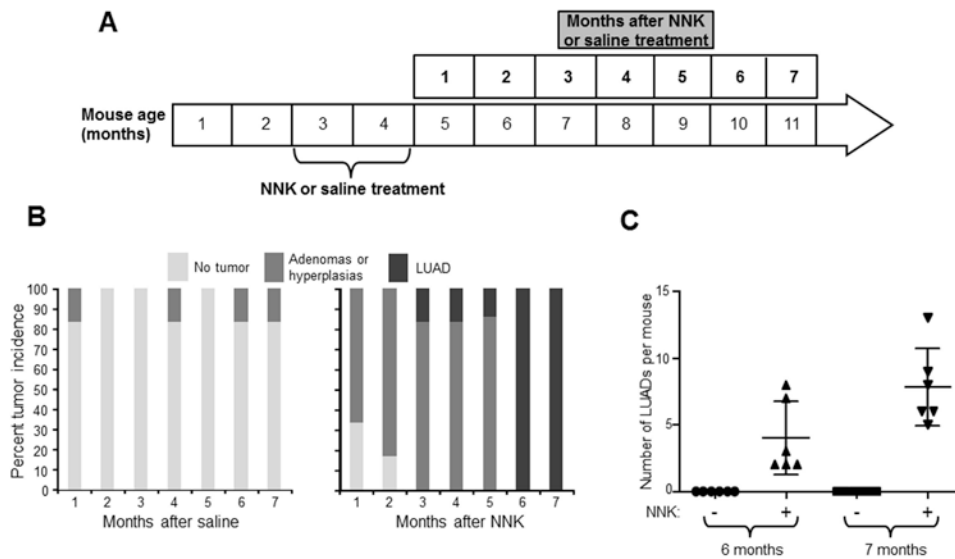 A
Months after NNK
or saline treatment
1 2 3 4 5 6 7
Mouse age
(months)
1 2 3 4 5 6 7 8 9 10 11
NNK or saline treatment
B
No tumor
Adenomas or
hyperplasias
LUAD
Percent tumor incidence
100
90
80
70
60
50
40
30
20
10
0
1 2 3 4 5 6 7
Months after saline
1 2 3 4 5 6 7
Months after NNK
C
Number of LUADs per mouse
15
10
5
0
NNK: - + - +
6 months 7 months